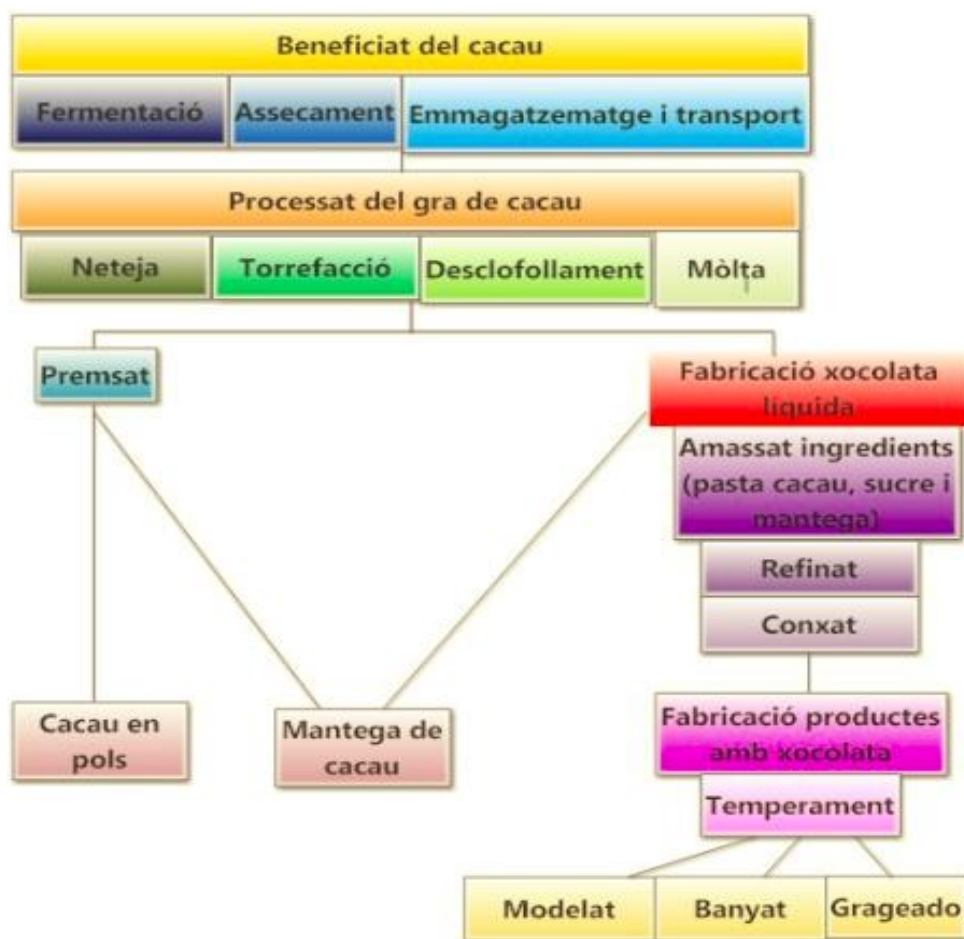 Beneficiat del cacau
Fermentació
Assecament
Emmagatzematge i transport
Processat del gra de cacau
Neteja
Torrefacció
Desclofollament
Mòlta
Premsat
Fabricació xocolata
líquida
Amassat ingredients
(pasta cacau, sucre i
mantega)
Refinat
Conxat
Cacau en
pols
Mantega de
cacau
Fabricació productes
amb xocolata
Temperament
Modelat
Banyat
Grageado